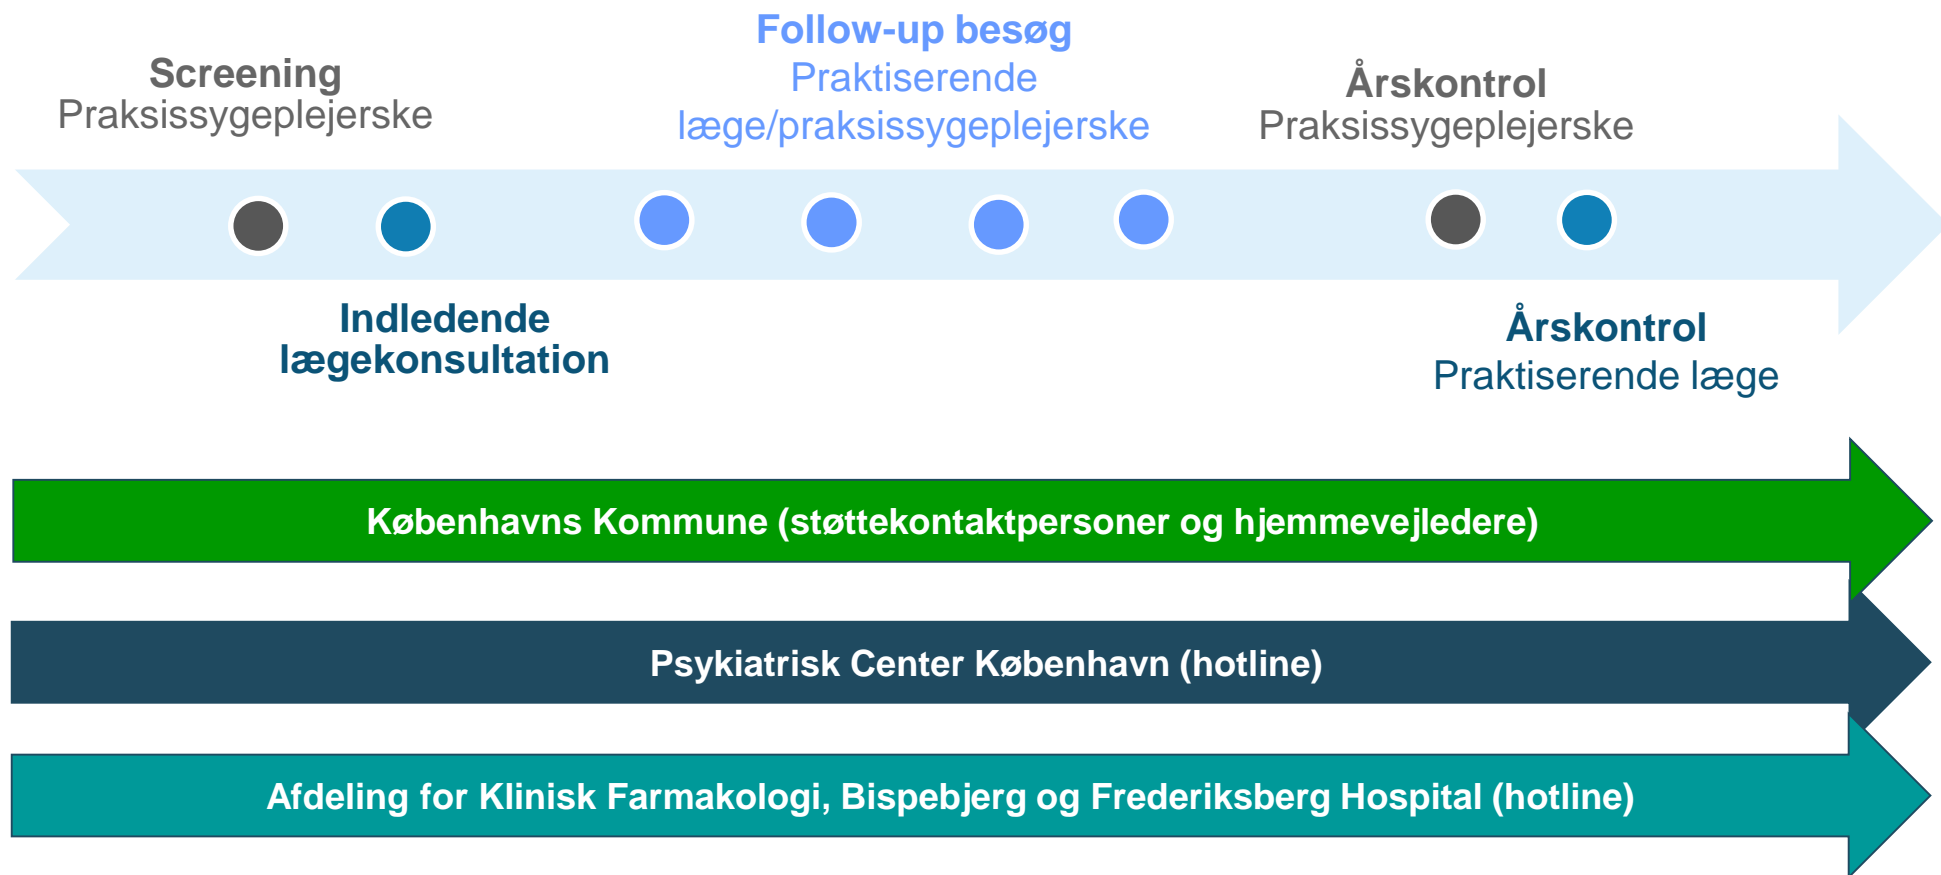 Screening
Praksissygeplejerske
Follow-up besøg
Praktiserende
læge/praksissygeplejerske
Årskontrol
Praksissygeplejerske
Indledende
lægekonsultation
Årskontrol
Praktiserende læge
Københavns Kommune (støttekontaktpersoner og hjemmevejledere)
Psykiatrisk Center København (hotline)
Afdeling for Klinisk Farmakologi, Bispebjerg og Frederiksberg Hospital (hotline)